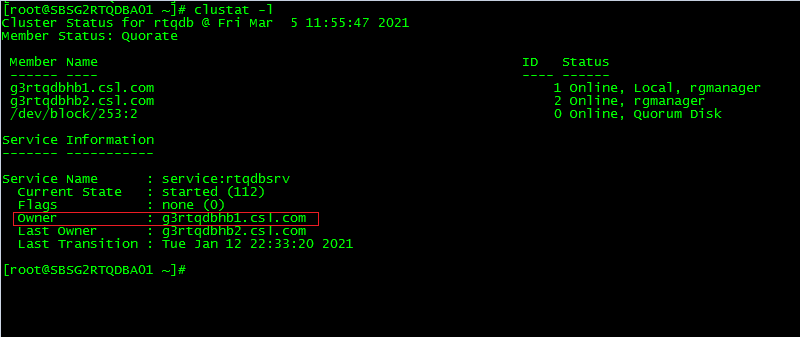 [root@SBSG2RTQDBA01 ~]# clustat -l
Cluster Status for rtqdb @ Fri Mar  5 11:55:47 2021
Member Status: Quorate
Member Name ID Status
------ ---- ---- ------
g3rtqdbhb1.csl.com 1 Online, Local, rgmanager
g3rtqdbhb2.csl.com 2 Online, rgmanager
/dev/block/253:2 0 Online, Quorum Disk
Service Information
------- -----------
Service Name : service:rtqdbsrv
Current State : started (112)
Flags : none (0)
Owner : g3rtqdbhb1.csl.com
Last Owner : g3rtqdbhb2.csl.com
Last Transition : Tue Jan 12 22:33:20 2021
[root@SBSG2RTQDBA01 ~]#